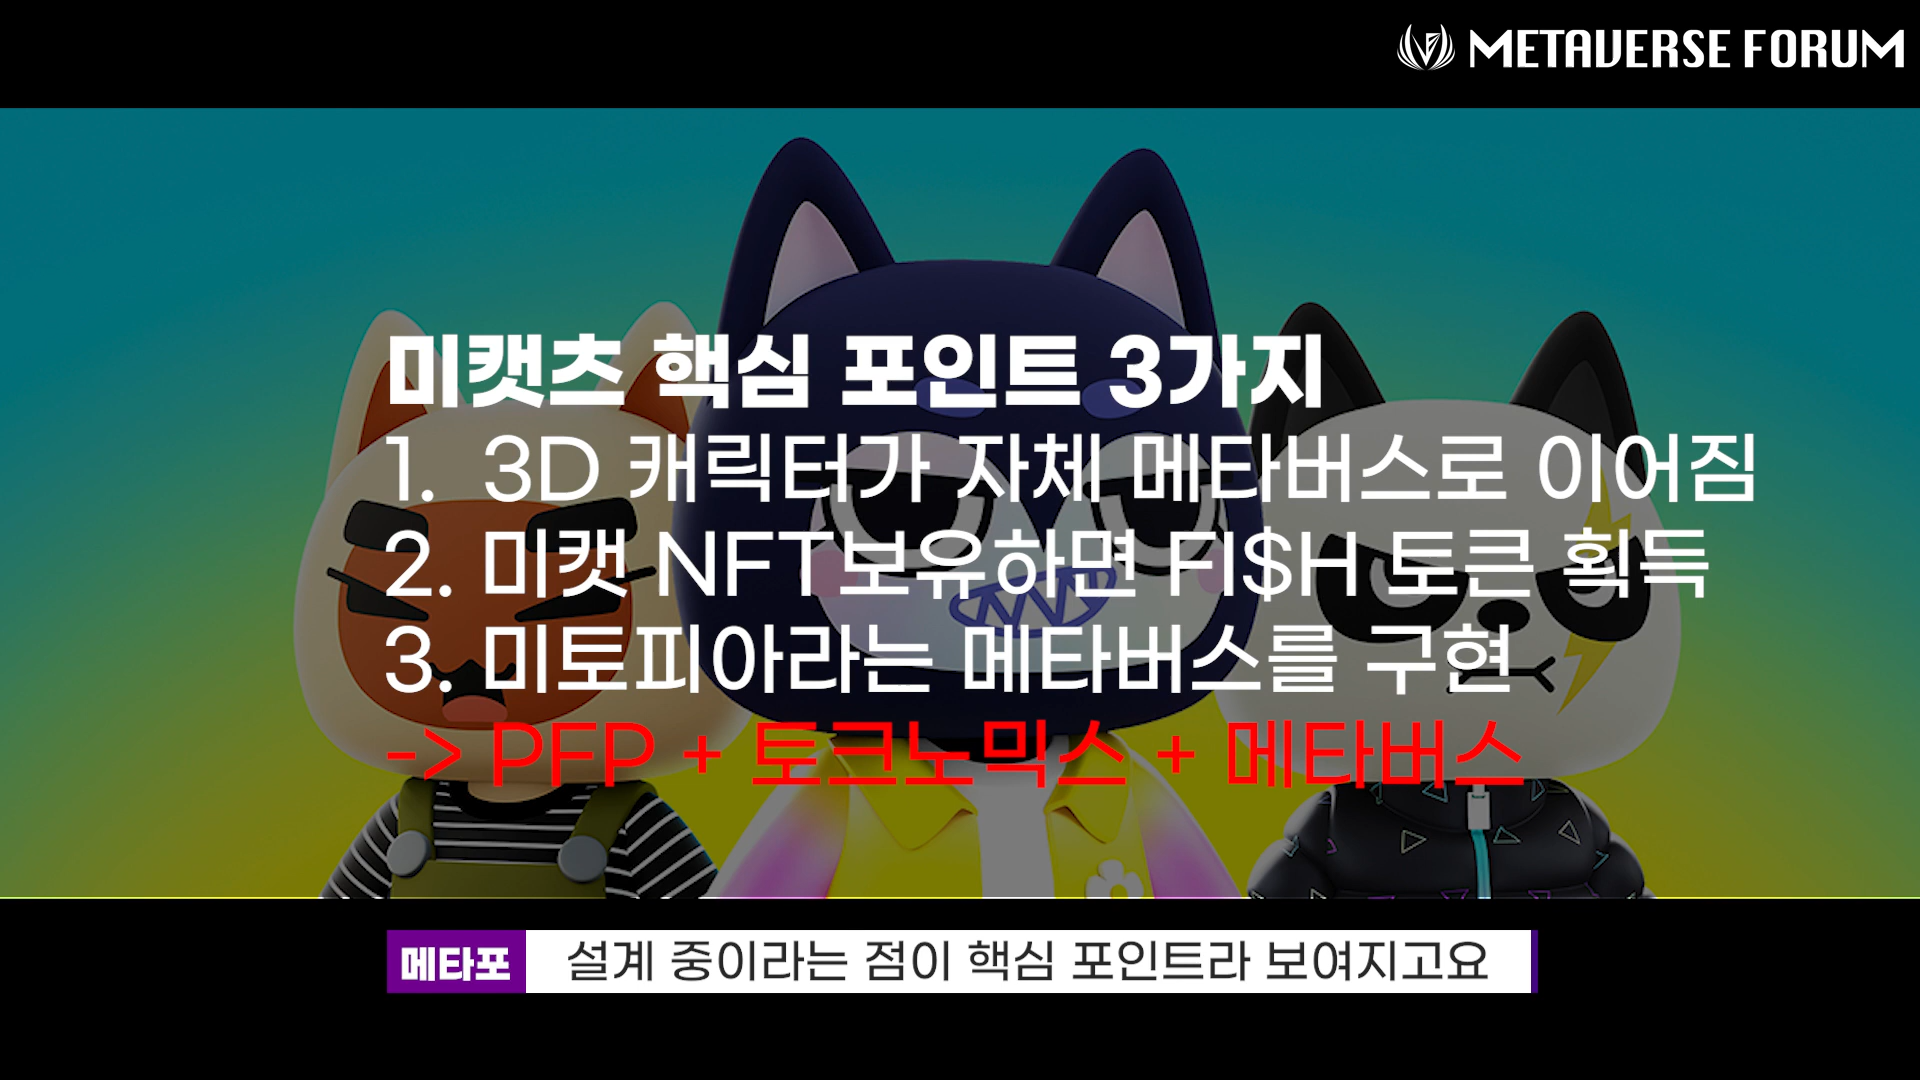 METAVERSE FORUM
미캣츠 핵심 포인트 3가지
1. 3D 캐릭터가 자체 메타버스로 이어짐
2. 미캣 NFT보유하면 FI$H 토큰 획득
3. 미토피아라는 메타버스를 구현
-> PFP + 토크노믹스 + 메타버스
메타포 설계 중이라는 점이 핵심 포인트라 보여지고요